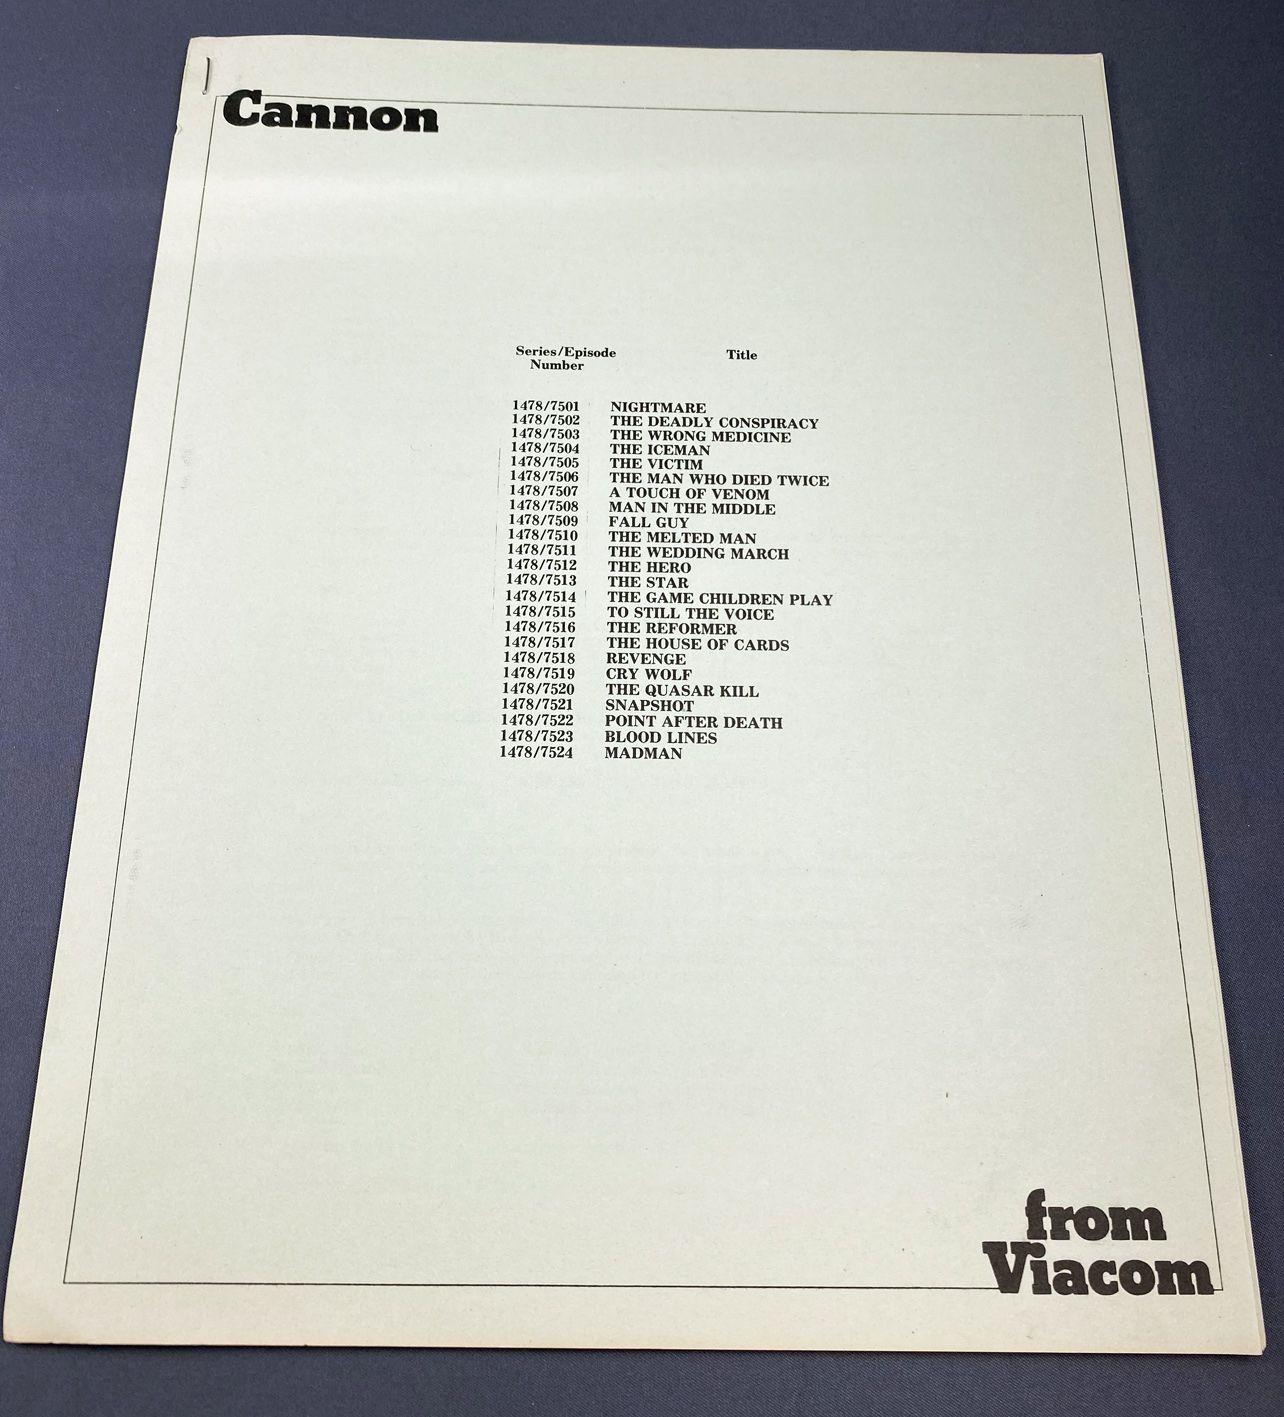 Cannon
Series/Episode Title
Number
1478/7501 NIGHTMARE
1478/7502 THE DEADLY CONSPIRACY
1478/7503 THE WRONG MEDICINE
1478/7504 THE ICEMAN
1478/7505 THE VICTIM
1478/7506 THE MAN WHO DIED TWICE
1478/7507 A TOUCH OF VENOM
1478/7508 MAN IN THE MIDDLE
1478/7509 FALL GUY
1478/7510 THE MELTED MAN
1478/7511 THE WEDDING MARCH
1478/7512 THE HERO
1478/7513 THE STAR
1478/7514 THE GAME CHILDREN PLAY
1478/7515 TO STILL THE VOICE
1478/7516 THE REFORMER
1478/7517 THE HOUSE OF CARDS
1478/7518 REVENGE
1478/7519 CRY WOLF
1478/7520 THE QUASAR KILL
1478/7521 SNAPSHOT
1478/7522 POINT AFTER DEATH
1478/7523 BLOOD LINES
1478/7524 MADMAN
from
Viacom